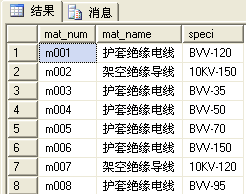 结果 消息
mat_num mat_name speci
1 m001 护套绝缘电线 BVV-120
2 m002 架空绝缘导线 10KV-150
3 m003 护套绝缘电线 BVV-35
4 m004 护套绝缘电线 BVV-50
5 m005 护套绝缘电线 BVV-70
6 m006 护套绝缘电线 BVV-150
7 m007 架空绝缘导线 10KV-120
8 m008 护套绝缘电线 BVV-95